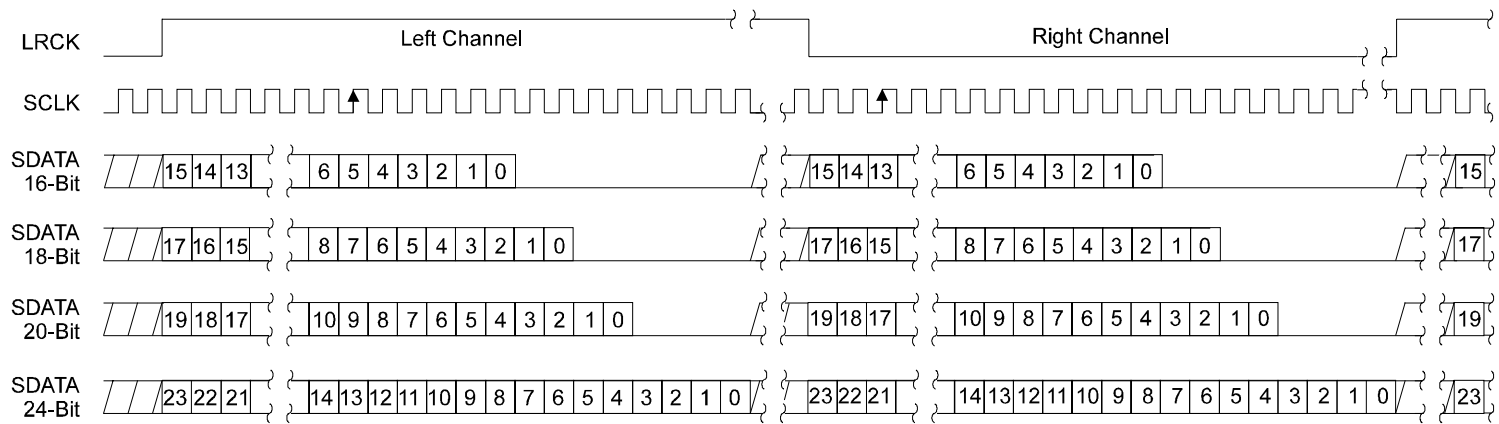 LRCK Left Channel Right Channel
SCLK
SDATA
16-Bit 15 14 13 6 5 4 3 2 1 0 15 14 13 6 5 4 3 2 1 0 15
SDATA
18-Bit 17 16 15 8 7 6 5 4 3 2 1 0 17 16 15 8 7 6 5 4 3 2 1 0 17
SDATA
20-Bit 19 18 17 10 9 8 7 6 5 4 3 2 1 0 19 18 17 10 9 8 7 6 5 4 3 2 1 0 19
SDATA
24-Bit 23 22 21 14 13 12 11 10 9 8 7 6 5 4 3 2 1 0 23 22 21 14 13 12 11 10 9 8 7 6 5 4 3 2 1 0 23